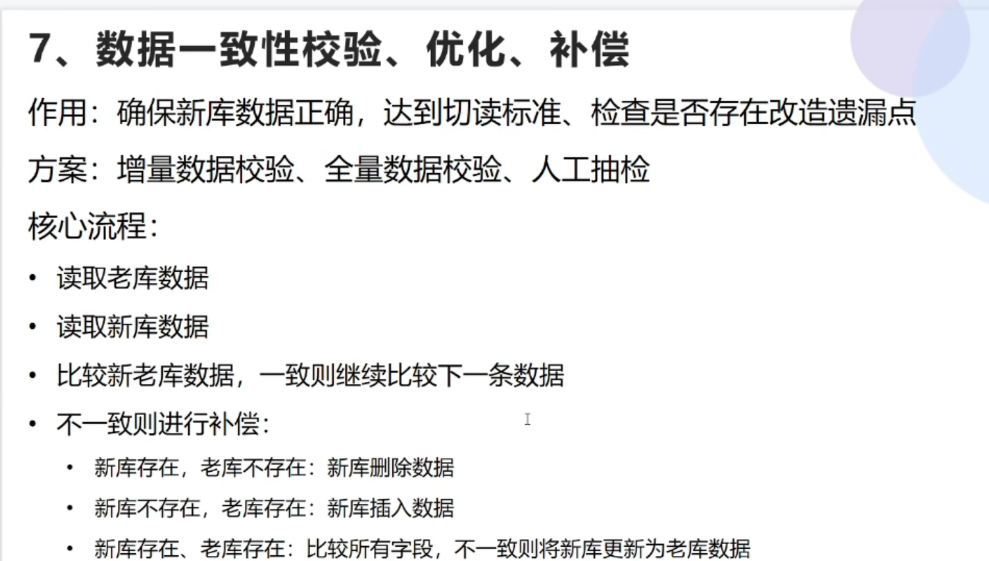 7、数据一致性校验、优化、补偿
作用：确保新库数据正确，达到切读标准、检查是否存在改造遗漏点
方案：增量数据校验、全量数据校验、人工抽检
核心流程：
• 读取老库数据
• 读取新库数据
• 比较新老库数据，一致则继续比较下一条数据
• 不一致则进行补偿：
• 新库存在，老库不存在：新库删除数据
• 新库不存在，老库存在：新库插入数据
• 新库存在、老库存在：比较所有字段，不一致则将新库更新为老库数据